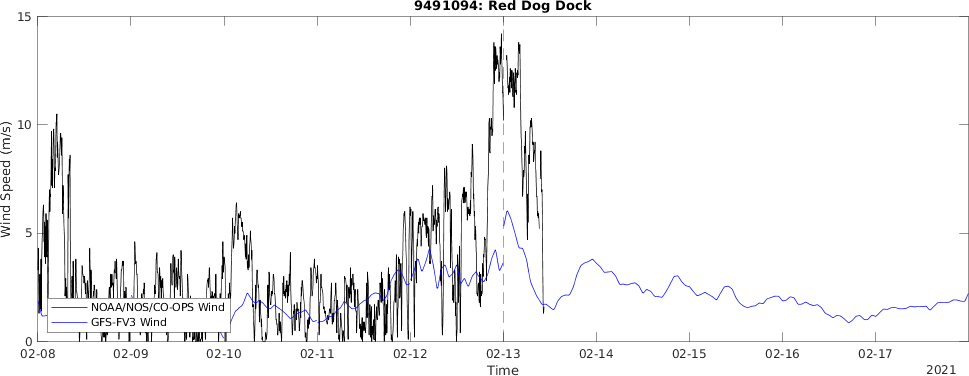 9491094: Red Dog Dock
Wind Speed (m/s)
15
10
5
0
NOAA/NOS/CO-OPS Wind
GFS-FV3 Wind
02-08 02-09 02-10 02-11 02-12 02-13 02-14 02-15 02-16 02-17
Time
2021